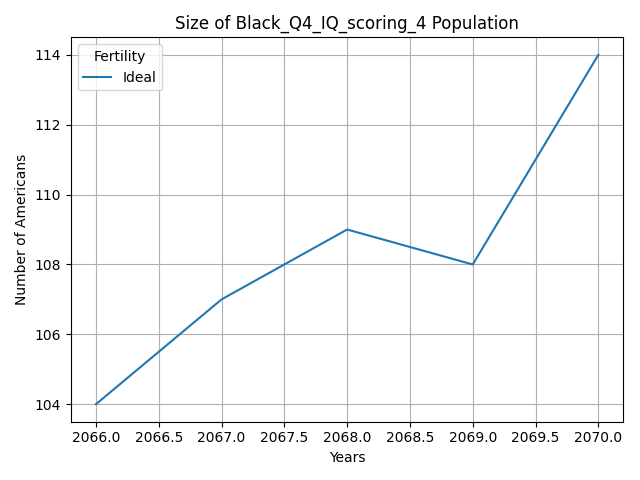 Size of Black_Q4_IQ_scoring_4 Population
Fertility
Ideal
Number of Americans
114
112
110
108
106
104
2066.0 2066.5 2067.0 2067.5 2068.0 2068.5 2069.0 2069.5 2070.0
Years